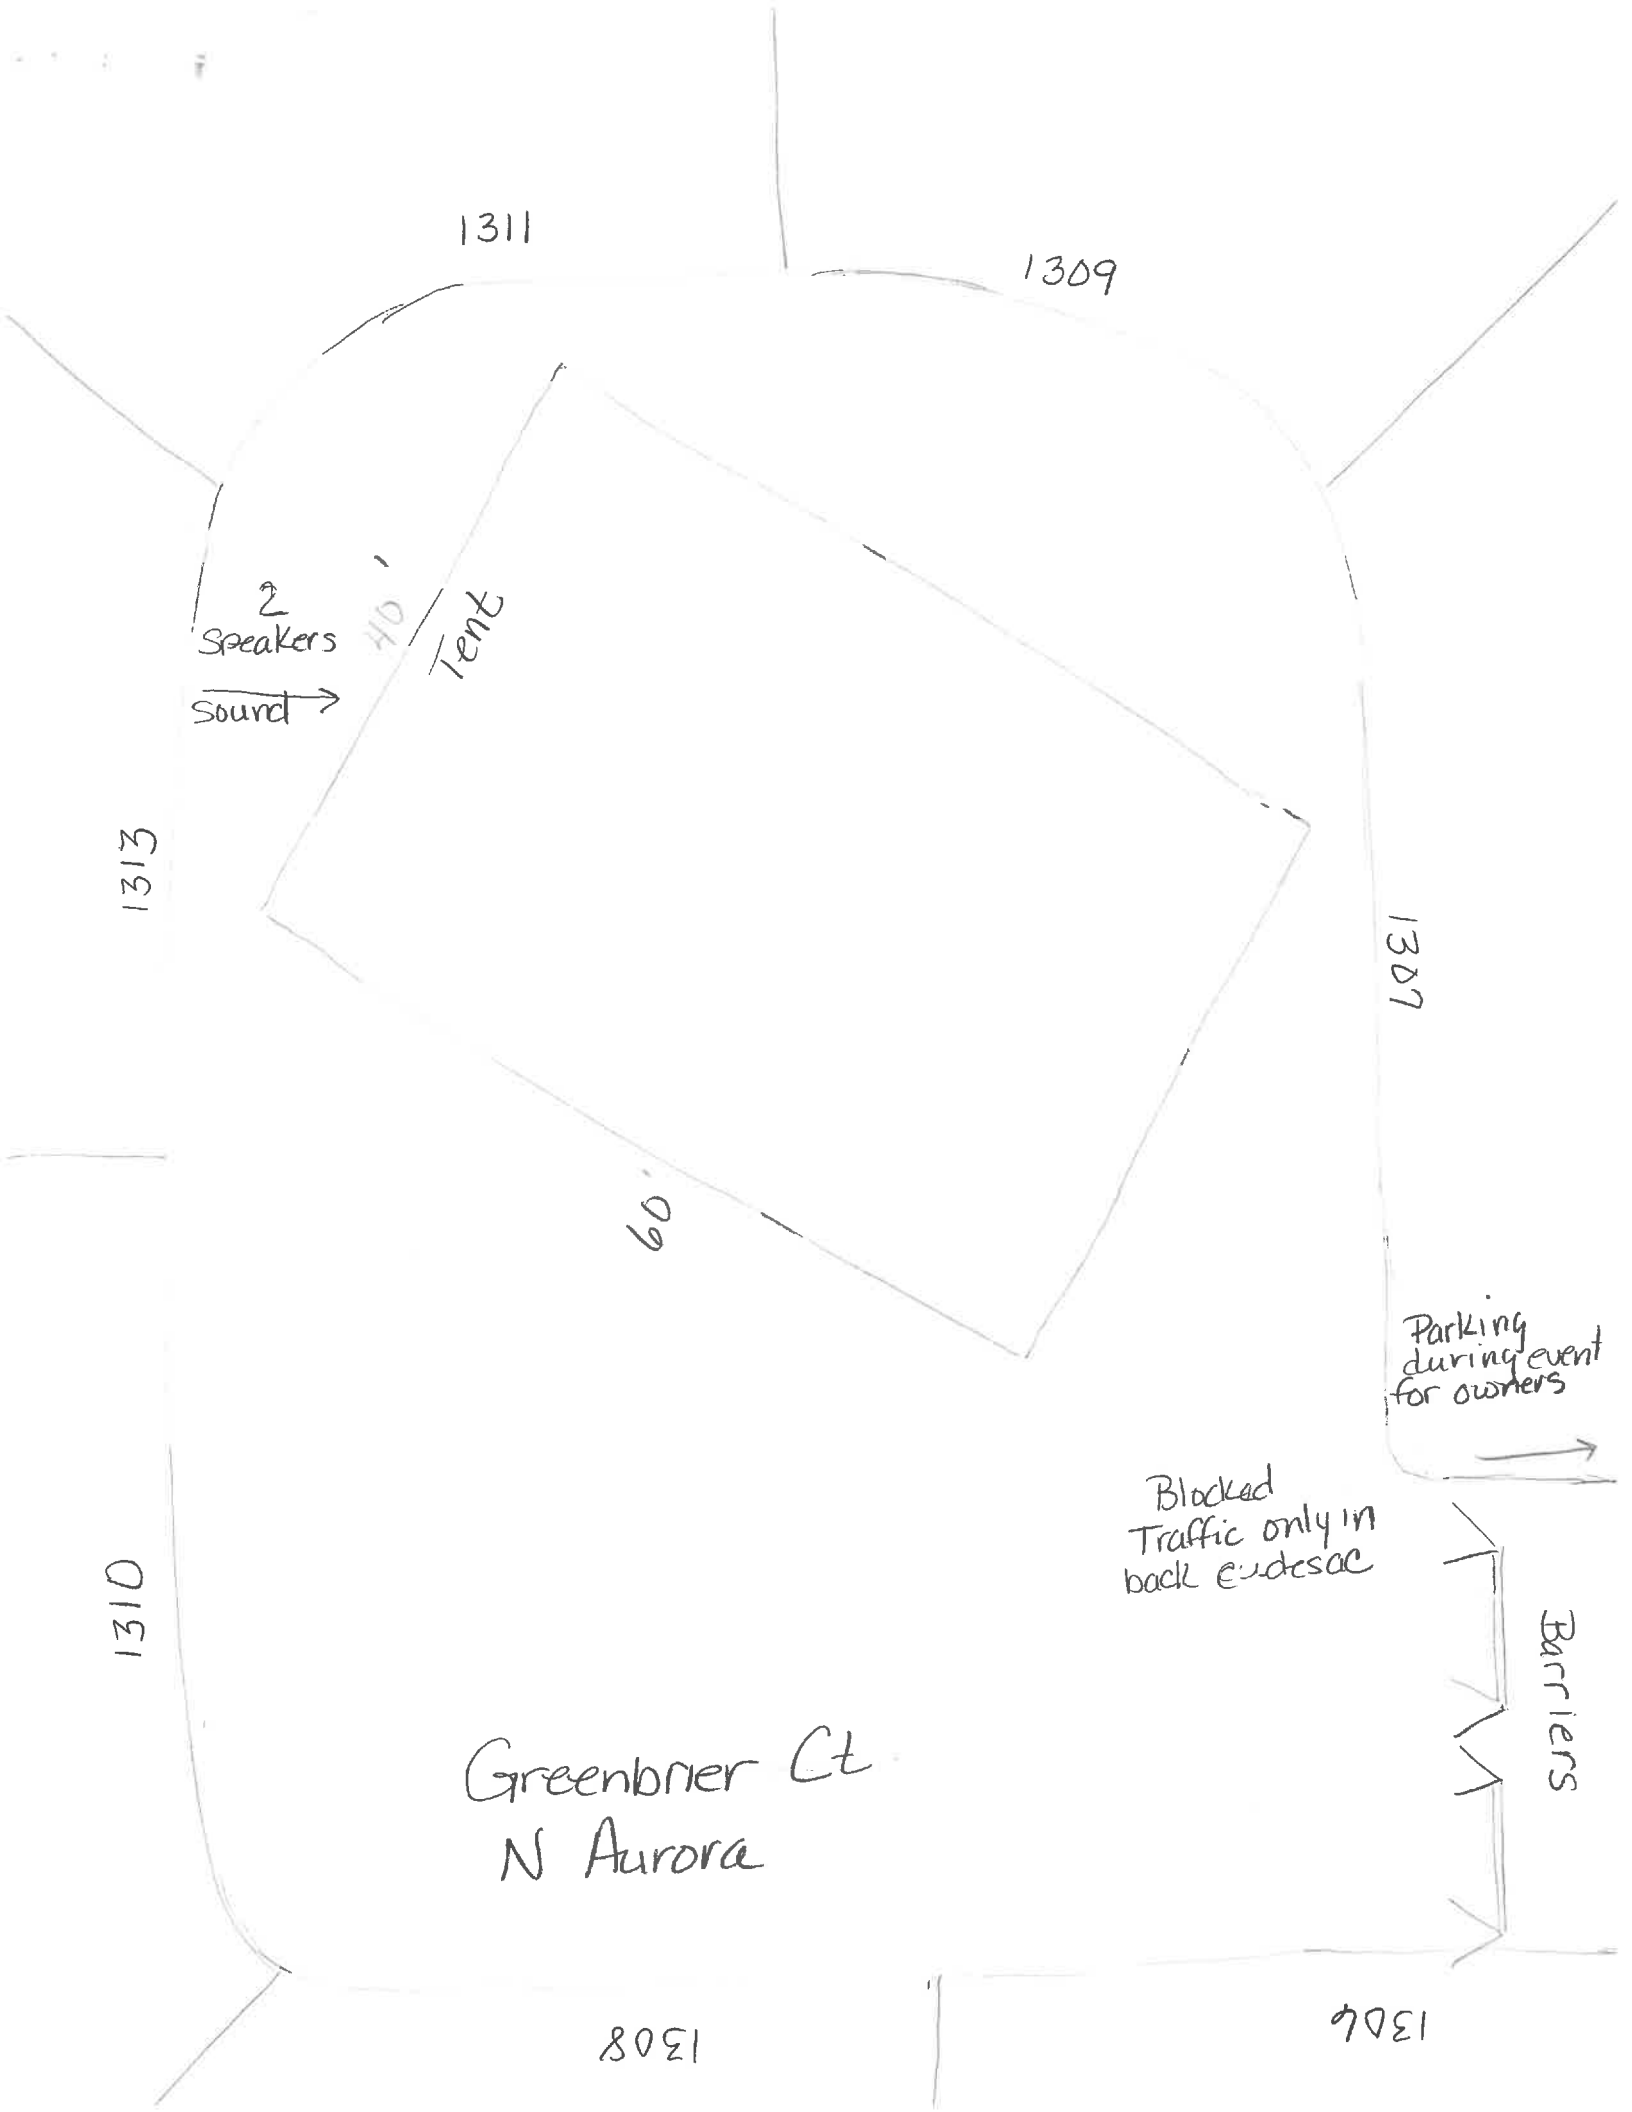 1311
1309
2
Speakers
Sound
40'
Tent
1313
1307
60'
Parking
during event
for owners
Blocked
Traffic only in
back
Barriers
1310
Greenbrier Ct
N Aurora
1308
1306